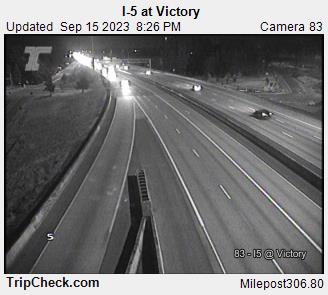 I-5 at Victory
Updated Sep 15 2023 8:26 PM Camera 83
T
S
83 - I5 @ Victory
TripCheck.com Milepost306.80